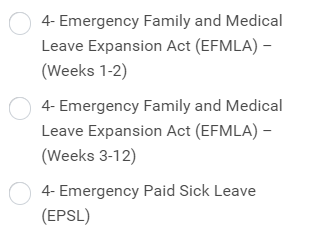 4- Emergency Family and Medical
Leave Expansion Act (EFMLA) –
(Weeks 1-2)
4- Emergency Family and Medical
Leave Expansion Act (EFMLA) –
(Weeks 3-12)
4- Emergency Paid Sick Leave
(EPSL)